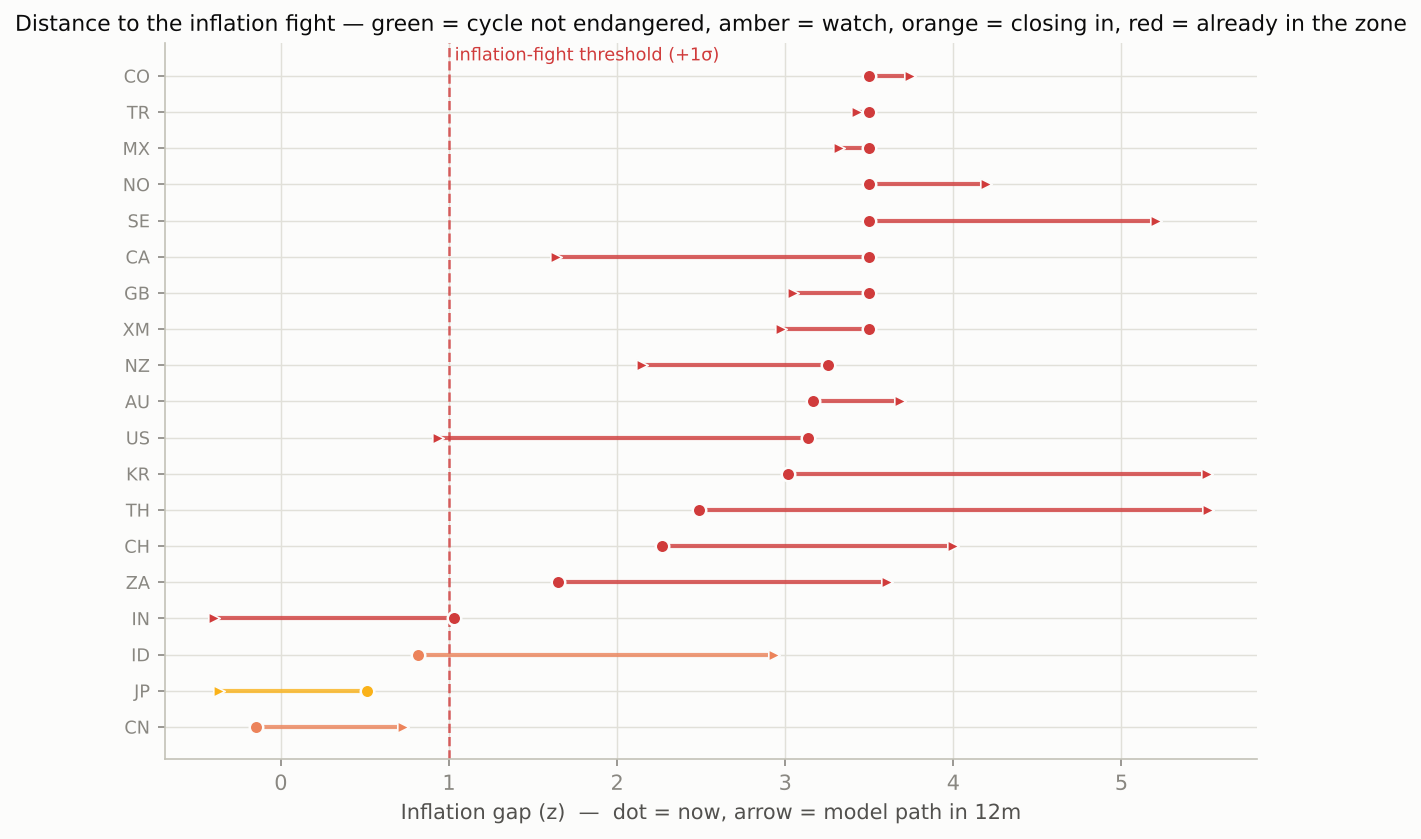 Distance to the inflation fight — green = cycle not endangered, amber = watch, orange = closing in, red = already in the zone
inflation-fight threshold (+1σ)
CO
TR
MX
NO
SE
CA
GB
XM
NZ
AU
US
KR
TH
CH
ZA
IN
ID
JP
CN
0 1 2 3 4 5
Inflation gap (z) — dot = now, arrow = model path in 12m